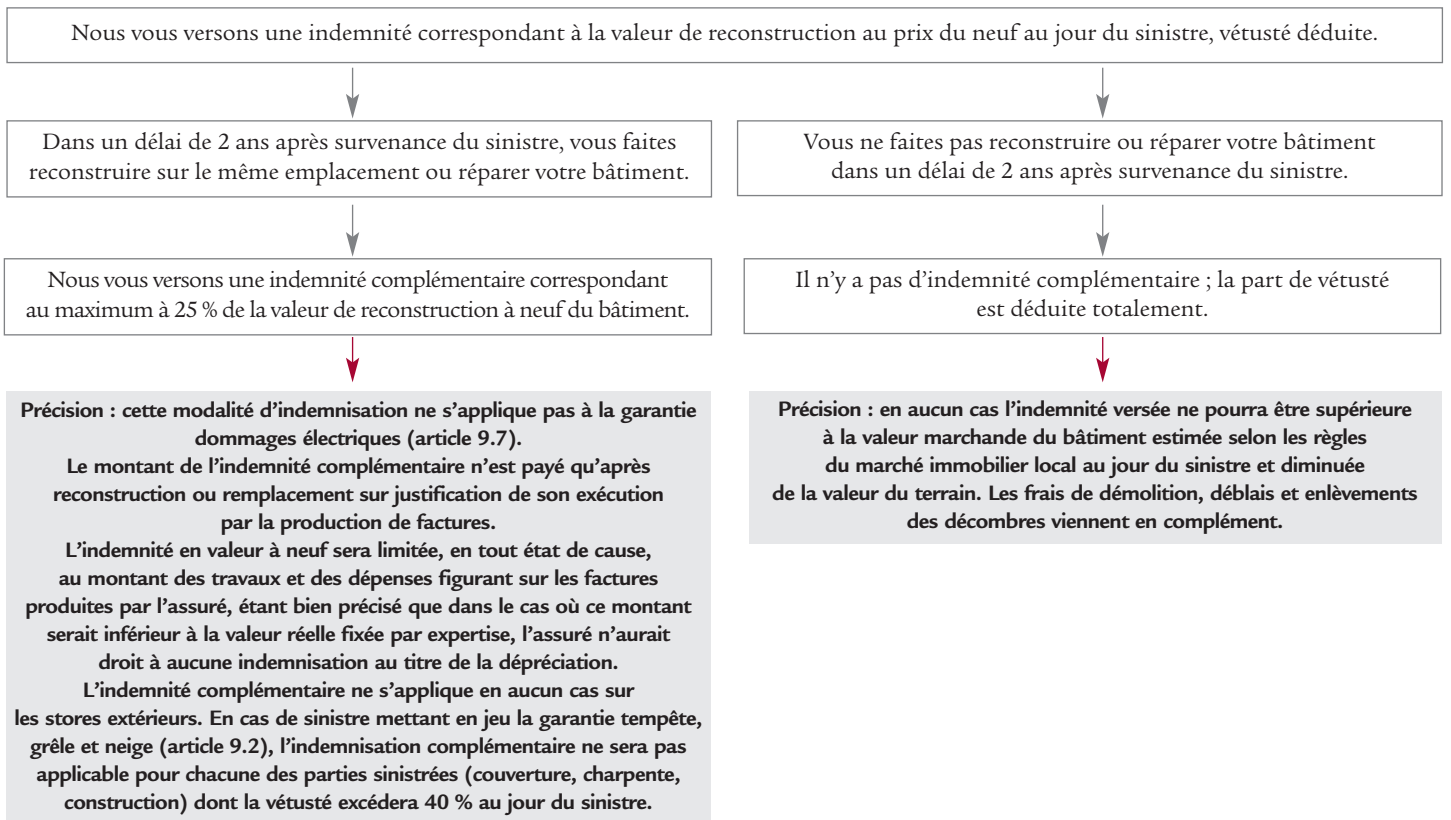 Nous vous versons une indemnité correspondant à la valeur de reconstruction au prix du neuf au jour du sinistre, vétusté déduite.
Dans un délai de 2 ans après survenance du sinistre, vous faites
reconstruire sur le même emplacement ou réparer votre bâtiment.
Nous vous versons une indemnité complémentaire correspondant
au maximum à 25 % de la valeur de reconstruction à neuf du bâtiment.
Précision : cette modalité d’indemnisation ne s’applique pas à la garantie
dommages électriques (article 9.7).
Le montant de l’indemnité complémentaire n’est payé qu’après
reconstruction ou remplacement sur justification de son exécution
par la production de factures.
L’indemnité en valeur à neuf sera limitée, en tout état de cause,
au montant des travaux et des dépenses figurant sur les factures
produites par l’assuré, étant bien précisé que dans le cas où ce montant
serait inférieur à la valeur réelle fixée par expertise, l’assuré n’aurait
droit à aucune indemnisation au titre de la dépréciation.
L’indemnité complémentaire ne s’applique en aucun cas sur
les stores extérieurs. En cas de sinistre mettant en jeu la garantie tempête,
grêle et neige (article 9.2), l’indemnisation complémentaire ne sera pas
applicable pour chacune des parties sinistrées (couverture, charpente,
construction) dont la vétusté excédera 40 % au jour du sinistre.
Vous ne faites pas reconstruire ou réparer votre bâtiment
dans un délai de 2 ans après survenance du sinistre.
Il n’y a pas d’indemnité complémentaire ; la part de vétusté
est déduite totalement.
Précision : en aucun cas l’indemnité versée ne pourra être supérieure
à la valeur marchande du bâtiment estimée selon les règles
du marché immobilier local au jour du sinistre et diminuée
de la valeur du terrain. Les frais de démolition, déblais et enlèvements
des décombres viennent en complément.